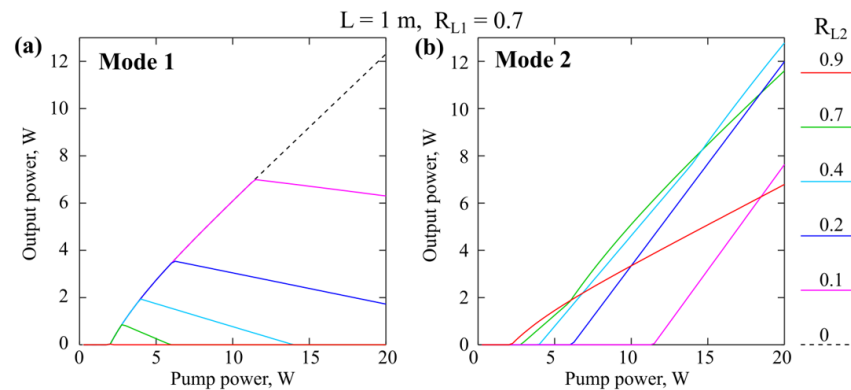 L = 1 m, R_L1 = 0.7
(a)
Mode 1
Output power, W
12
10
8
6
4
2
0
0 5 10 15 20
Pump power, W
(b)
Mode 2
Output power, W
12
10
8
6
4
2
0
0 5 10 15 20
Pump power, W
R_L2
0.9
0.7
0.4
0.2
0.1
0